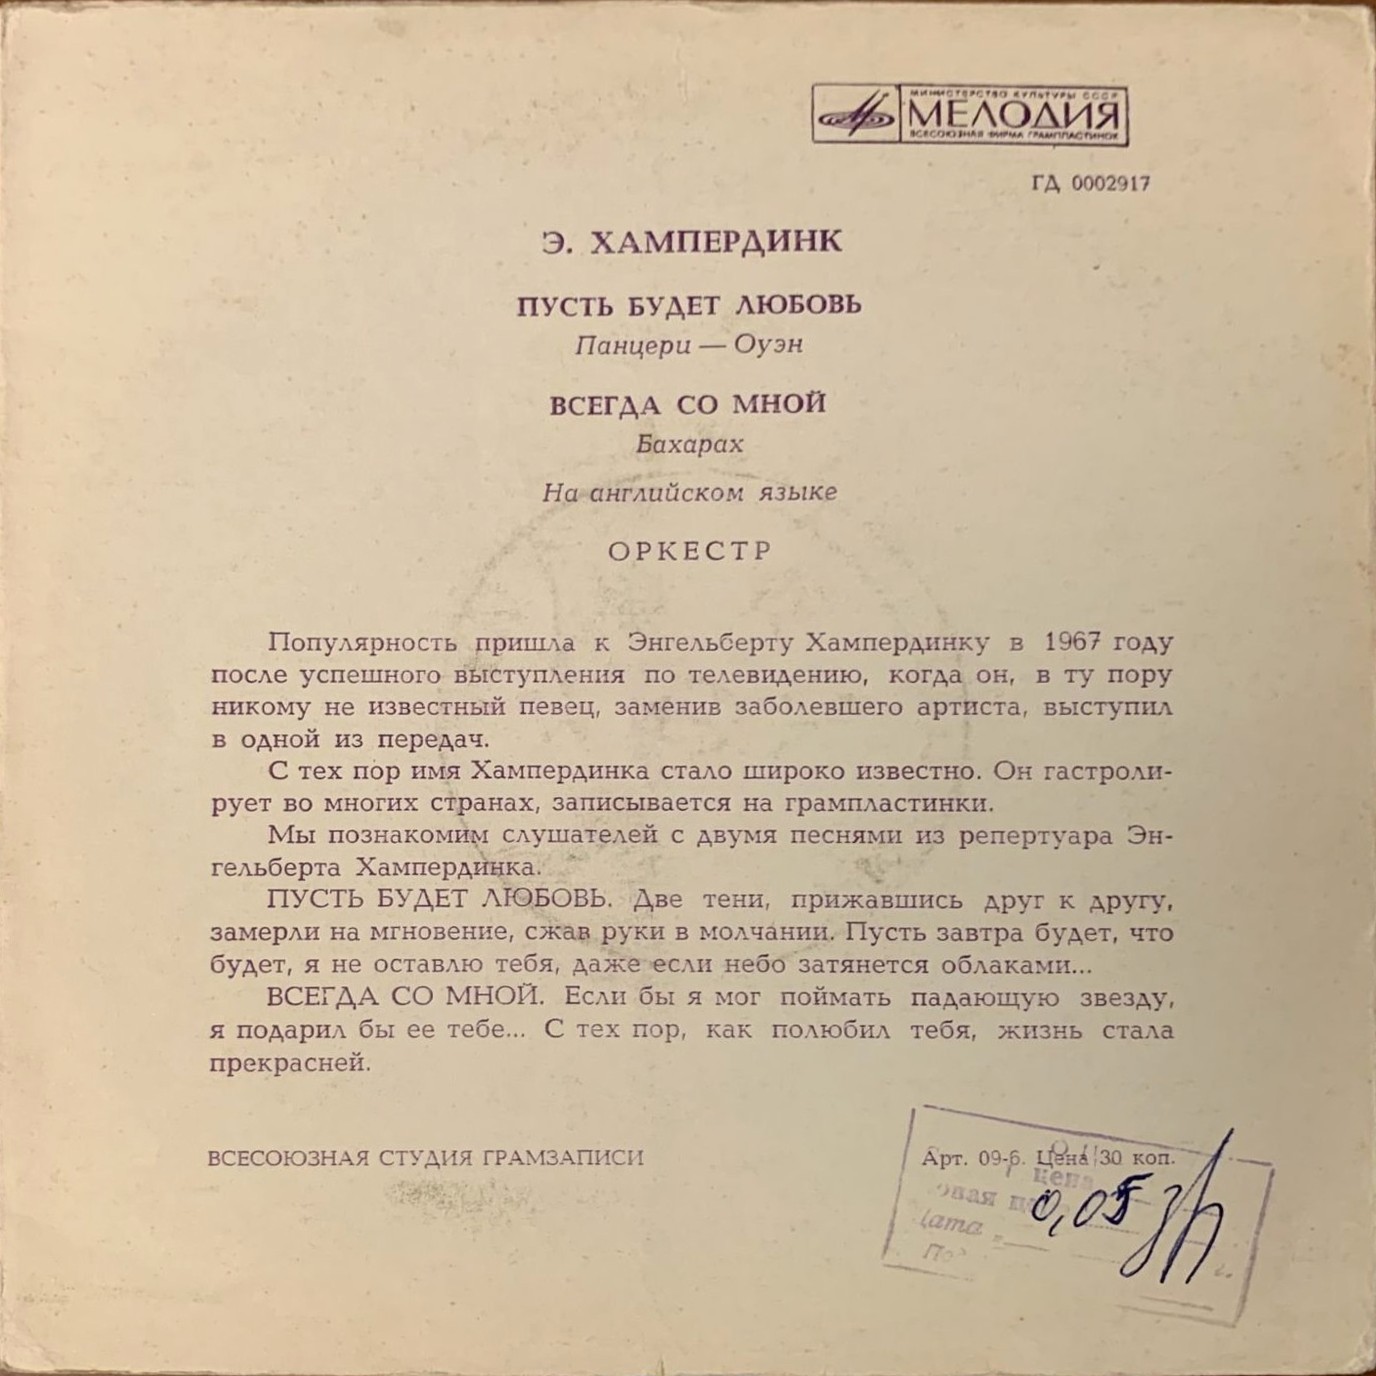 МИНИСТЕРСТВО КУЛЬТУРЫ СССР
МЕЛОДИЯ
ВСЕСОЮЗНАЯ ФИРМА ГРАМПЛАСТИНОК
ГД 0002917
Э. ХАМПЕРДИНК
ПУСТЬ БУДЕТ ЛЮБОВЬ
Панцери — Оуэн
ВСЕГДА СО МНОЙ
Бахарах
На английском языке
ОРКЕСТР
Популярность пришла к Энгельберту Хампердинку в 1967 году
после успешного выступления по телевидению, когда он, в ту пору
никому не известный певец, заменив заболевшего артиста, выступил
в одной из передач.
С тех пор имя Хампердинка стало широко известно. Он гастроли-
рует во многих странах, записывается на грампластинки.
Мы познакомим слушателей с двумя песнями из репертуара Эн-
гельберта Хампердинка.
ПУСТЬ БУДЕТ ЛЮБОВЬ. Две тени, прижавшись друг к другу,
замерли на мгновение, сжав руки в молчании. Пусть завтра будет, что
будет, я не оставлю тебя, даже если небо затянется облаками...
ВСЕГДА СО МНОЙ. Если бы я мог поймать падающую звезду,
я подарил бы ее тебе... С тех пор, как полюбил тебя, жизнь стала
прекрасней.
ВСЕСОЮЗНАЯ СТУДИЯ ГРАМЗАПИСИ
Арт. 09-6. Цена 30 коп.
цена
0,05